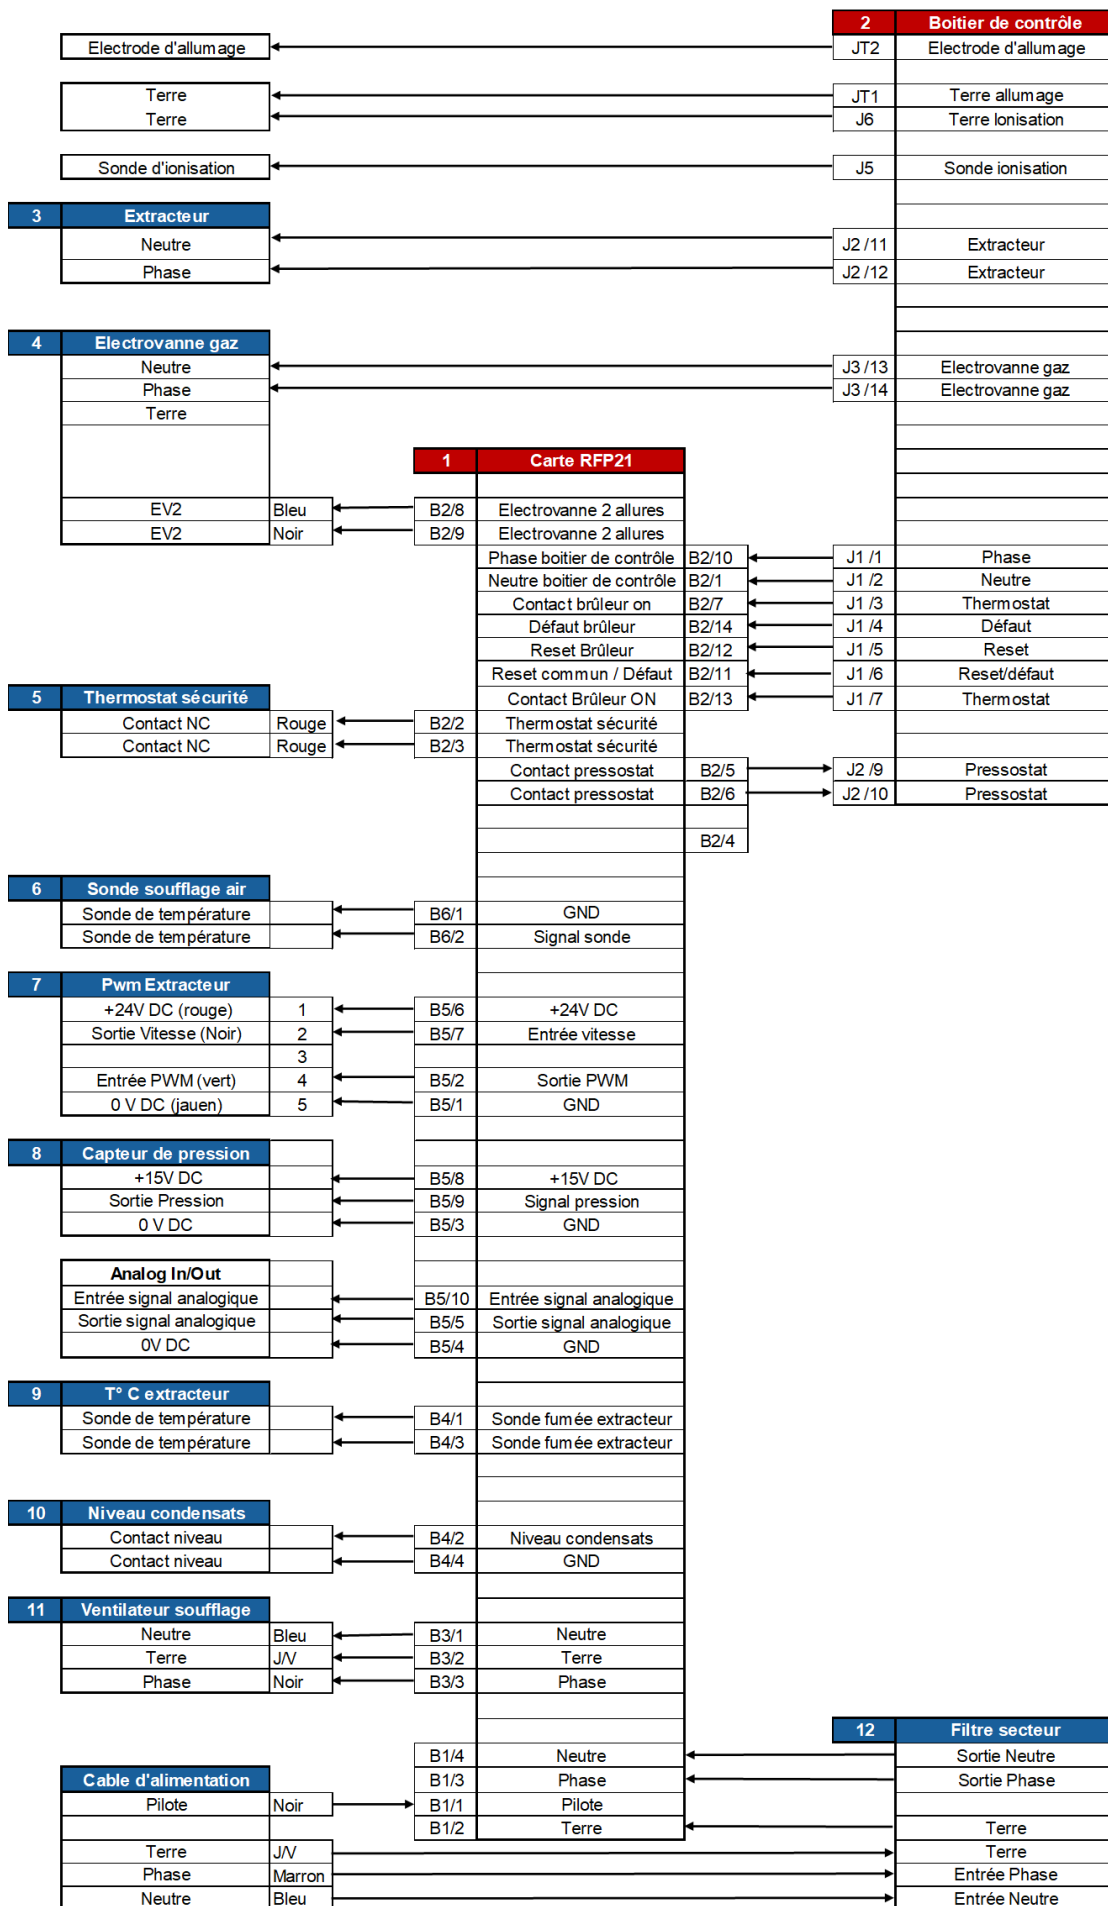 2 Boitier de contrôle
Electrode d'allumage JT2 Electrode d'allumage
Terre JT1 Terre allumage
Terre J6 Terre Ionisation
Sonde d'ionisation J5 Sonde ionisation
3 Extracteur
Neutre J2 /11 Extracteur
Phase J2 /12 Extracteur
4 Electrovanne gaz
Neutre J3 /13 Electrovanne gaz
Phase J3 /14 Electrovanne gaz
Terre
1 Carte RFP21
EV2 Bleu B2/8 Electrovanne 2 allures
EV2 Noir B2/9 Electrovanne 2 allures
Phase boitier de contrôle B2/10 J1 /1 Phase
Neutre boitier de contrôle B2/1 J1 /2 Neutre
Contact brûleur on B2/7 J1 /3 Thermostat
Défaut brûleur B2/14 J1 /4 Défaut
Reset Brûleur B2/12 J1 /5 Reset
Reset commun / Défaut B2/11 J1 /6 Reset/défaut
5 Thermostat sécurité Contact Brûleur ON B2/13 J1 /7 Thermostat
Contact NC Rouge B2/2 Thermostat sécurité
Contact NC Rouge B2/3 Thermostat sécurité
Contact pressostat B2/5 J2 /9 Pressostat
Contact pressostat B2/6 J2 /10 Pressostat
B2/4
6 Sonde soufflage air
Sonde de température B6/1 GND
Sonde de température B6/2 Signal sonde
7 Pwm Extracteur
+24V DC (rouge) 1 B5/6 +24V DC
Sortie Vitesse (Noir) 2 B5/7 Entrée vitesse
3
Entrée PWM (vert) 4 B5/2 Sortie PWM
0 V DC (jauen) 5 B5/1 GND
8 Capteur de pression
+15V DC B5/8 +15V DC
Sortie Pression B5/9 Signal pression
0 V DC B5/3 GND
Analog In/Out
Entrée signal analogique B5/10 Entrée signal analogique
Sortie signal analogique B5/5 Sortie signal analogique
0V DC B5/4 GND
9 T° C extracteur
Sonde de température B4/1 Sonde fumée extracteur
Sonde de température B4/3 Sonde fumée extracteur
10 Niveau condensats
Contact niveau B4/2 Niveau condensats
Contact niveau B4/4 GND
11 Ventilateur soufflage
Neutre Bleu B3/1 Neutre
Terre J/V B3/2 Terre
Phase Noir B3/3 Phase
12 Filtre secteur
B1/4 Neutre Sortie Neutre
Cable d'alimentation B1/3 Phase Sortie Phase
Pilote Noir B1/1 Pilote
B1/2 Terre Terre
Terre J/V Terre
Phase Marron Entrée Phase
Neutre Bleu Entrée Neutre